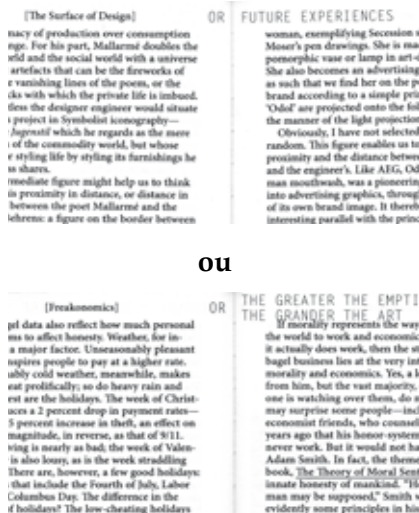 [The Surface of Design]
macy of production over consumption
nge. For his part, Mallarmé doubles the
and the social world with a universe
artefacts that can be the fireworks of
vanishing lines of the poem, or the
cks with which the private life is imbued.
less the designer engineer would situate
project in Symbolist iconography—
Jugenstil which he regards as the mere
of the commodity world, but whose
r styling life by styling its furnishings he
shares.
mediate figure might help us to think
is proximity in distance, or distance in
between the poet Mallarmé and the
Behrens: a figure on the border between
OR FUTURE EXPERIENCES
woman, exemplifying Secession
Moser's pen drawings. She is ma
pomorphic vase or lamp in art-
She also becomes an advertising
as such that we find her on the p
brand according to a simple pri
'Odol' are projected onto the
the manner of the light projection
Obviously, I have not selected
random. This figure enables us to
proximity and the distance betwe
and the engineer's. Like AEG, Od
man mouthwash, was a pioneering
into advertising graphics, through
of its own brand image. It thereb
interesting parallel with the princ
ou
[Freakonomics]
gel data also reflect how much personal
ms to affect honesty. Weather, for in-
a major factor. Unseasonably pleasant
nspires people to pay at a higher rate.
ably cold weather, meanwhile, makes
eat prolifically; so do heavy rain and
est are the holidays. The week of Christ-
uces a 2 percent drop in payment rates—
5 percent increase in theft, an effect on
magnitude, in reverse, as that of 9/11.
ving is nearly as bad; the week of Valen-
is also lousy, as is the week straddling
There are, however, a few good holidays:
that include the Fourth of July, Labor
Columbus Day. The difference in the
of holidays? The low-cheating holidays
OR THE GREATER THE EMPTI
THE GRANDER THE ART
If morality represents the way
the world to work and economic
it actually does work, then the st
bagel business lies at the very int
morality and economics. Yes, a l
from him, but the vast majority,
one is watching over them, do n
may surprise some people—incl
economist friends, who counsel
years ago that his honor-system
never work. But it would not ha
Adam Smith. In fact, the theme
book, The Theory of Moral Sent
innate honesty of mankind. "H
man may be supposed," Smith
evidently some principles in hi